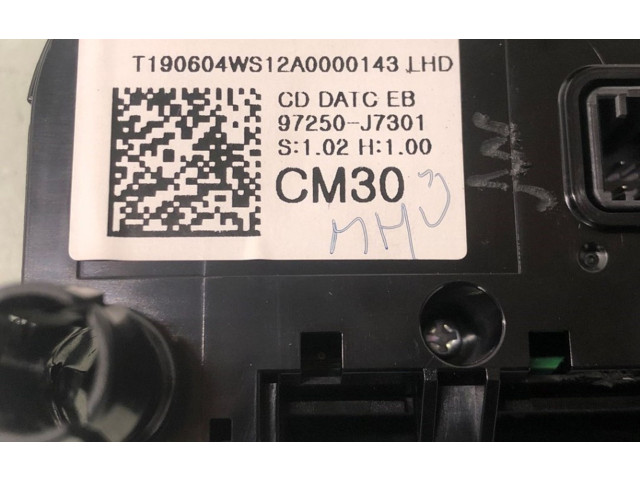 T190604WS12A0000143 LHD
CD DATC EB
97250-J7301
S:1.02 H:1.00
CM30